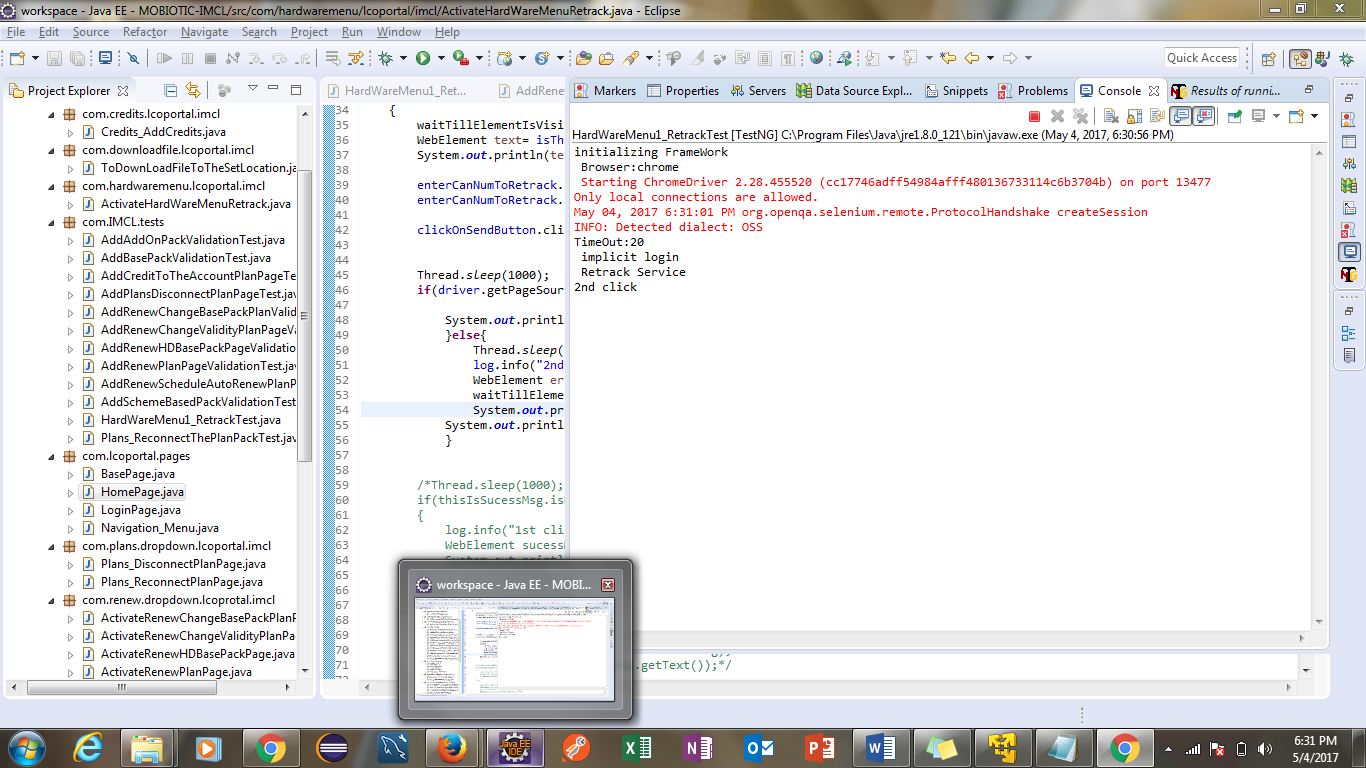 workspace - Java EE - MOBIOTIC-IMCL/src/com/hardwaremenu/lcoportal/imcl/ActivateHardWareMenuRetrack.java - Eclipse
File Edit Source Refactor Navigate Search Project Run Window Help
Quick Access
Project Explorer
com.credits.lcoportal.imcl
Credits_AddCredits.java
com.downloadfile.lcoportal.imcl
ToDownLoadFileToTheSetLocation.ja
com.hardwaremenu.lcoportal.imcl
ActivateHardWareMenuRetrack.java
com.IMCL.tests
AddAddOnPackValidationTest.java
AddBasePackValidationTest.java
AddCreditToTheAccountPlanPageTe
AddPlansDisconnectPlanPageTest.jav
AddRenewChangeBasePackPlanValid
AddRenewChangeValidityPlanPageV
AddRenewHDBasePackPageValidatio
AddRenewPlanPageValidationTest.jav
AddRenewScheduleAutoRenewPlanP
AddSchemeBasedPackValidationTest
HardWareMenu1_RetrackTest.java
Plans_ReconnectThePlanPackTest.jav
com.lcoportal.pages
BasePage.java
HomePage.java
LoginPage.java
Navigation_Menu.java
com.plans.dropdown.lcoportal.imcl
Plans_DisconnectPlanPage.java
Plans_ReconnectPlanPage.java
com.renew.dropdown.lcoprotal.imcl
ActivateRenewChangeBasePackPlanP
ActivateRenewChangeValidityPlanPa
ActivateRenewHDBasePackPage.java
ActivateRenewPlanPage.java
HardWareMenu1_Ret... AddRene
34 {
35 waitTillElementIsVisi
36 WebElement text= isTh
37 System.out.println(te
38
39 enterCanNumToRetrack.
40 enterCanNumToRetrack.
41
42 clickOnSendButton.cli
43
44
45 Thread.sleep(1000);
46 if(driver.getPageSour
47
48 System.out.printl
49 }else{
50 Thread.sleep(
51 log.info("2nd
52 WebElement er
53 waitTillEleme
54 System.out.pr
55 System.out.printl
56 }
57
58
59 /*Thread.sleep(1000);
60 if(thisIsSucessMsg.is
61 {
62 log.info("1st cli
63 WebElement sucess
64
65
66
67
68
69
70
71 .getText());*/
Markers Properties Servers Data Source Expl... Snippets Problems Console Results of runni...
HardWareMenu1_RetrackTest [TestNG] C:\Program Files\Java\jre1.8.0_121\bin\javaw.exe (May 4, 2017, 6:30:56 PM)
initializing FrameWork
Browser:chrome
Starting ChromeDriver 2.28.455520 (cc17746adff54984afff480136733114c6b3704b) on port 13477
Only local connections are allowed.
May 04, 2017 6:31:01 PM org.openqa.selenium.remote.ProtocolHandshake createSession
INFO: Detected dialect: OSS
TimeOut:20
implicit login
Retrack Service
2nd click
workspace - Java EE - MOBI...
Java EE
IDE
6:31 PM
5/4/2017